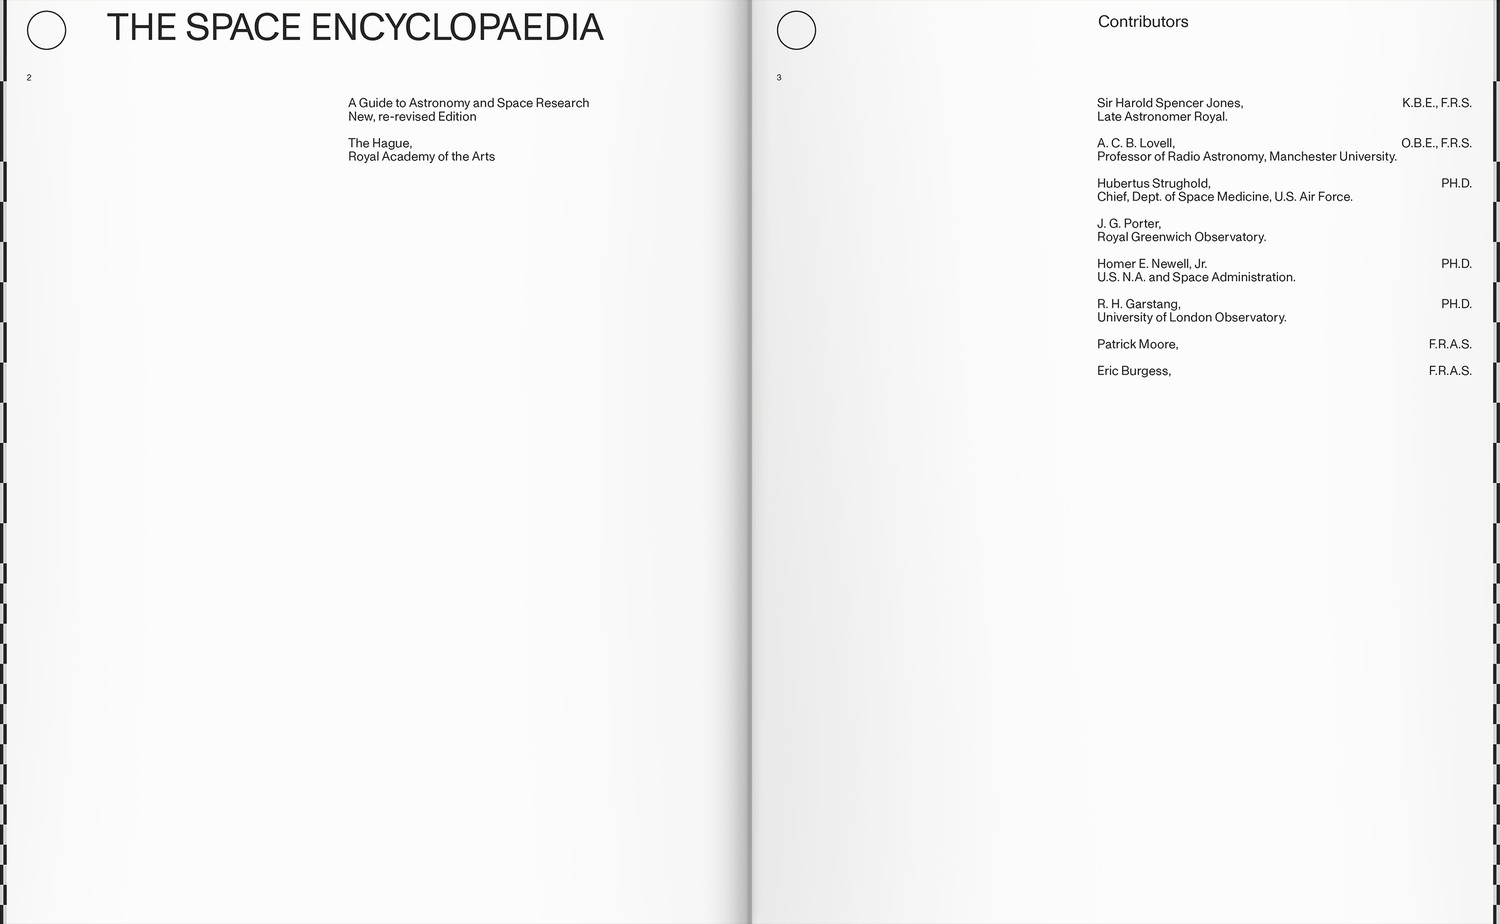 THE SPACE ENCYCLOPAEDIA
2
A Guide to Astronomy and Space Research
New, re-revised Edition
The Hague,
Royal Academy of the Arts
Contributors
3
Sir Harold Spencer Jones, K.B.E., F.R.S.
Late Astronomer Royal.
A. C. B. Lovell, O.B.E., F.R.S.
Professor of Radio Astronomy, Manchester University.
Hubertus Strughold, PH.D.
Chief, Dept. of Space Medicine, U.S. Air Force.
J. G. Porter,
Royal Greenwich Observatory.
Homer E. Newell, Jr. PH.D.
U.S. N.A. and Space Administration.
R. H. Garstang, PH.D.
University of London Observatory.
Patrick Moore, F.R.A.S.
Eric Burgess, F.R.A.S.